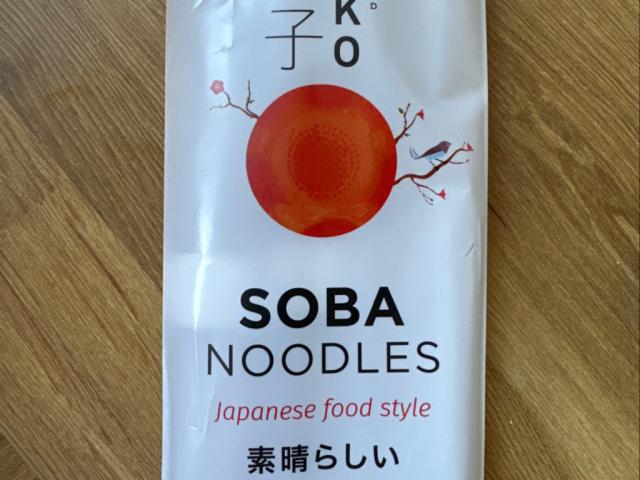 子
K
D
O
SOBA
NOODLES
Japanese food style
素晴らしい